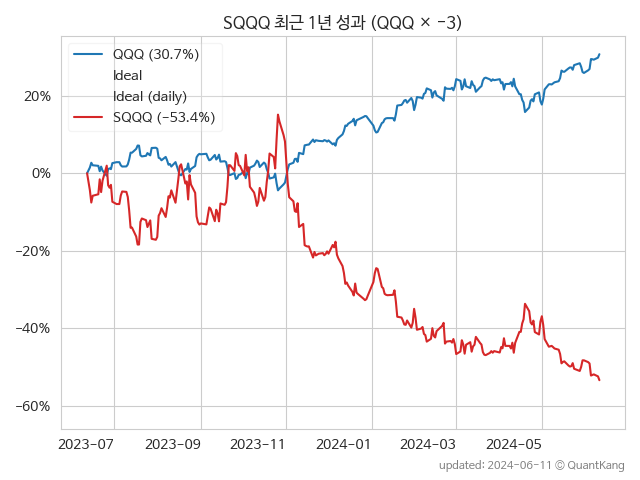 SQQQ 최근 1년 성과 (QQQ × −3)
QQQ (30.7%)
Ideal
Ideal (daily)
SQQQ (−53.4%)
20%
0%
−20%
−40%
−60%
2023−07
2023−09
2023−11
2024−01
2024−03
2024−05
updated: 2024−06−11 © QuantKang